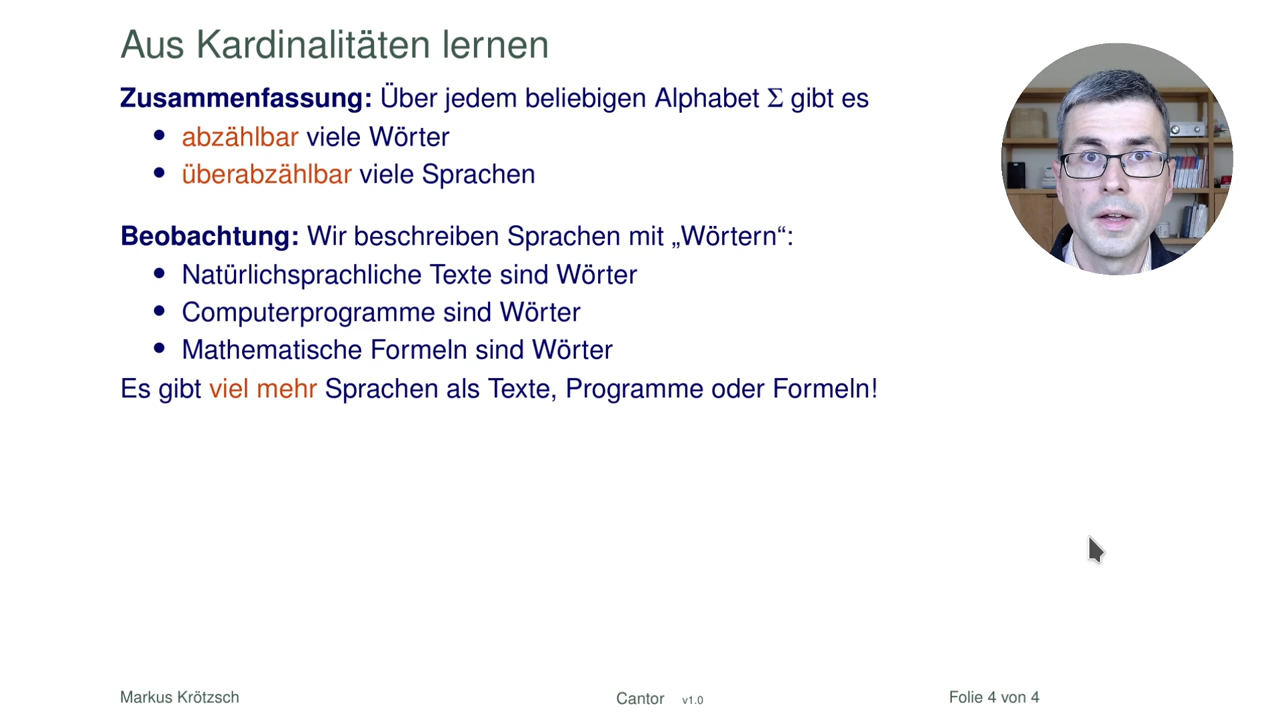 Aus Kardinalitäten lernen
Zusammenfassung: Über jedem beliebigen Alphabet Σ gibt es
• abzählbar viele Wörter
• überabzählbar viele Sprachen
Beobachtung: Wir beschreiben Sprachen mit „Wörtern“:
• Natürlichsprachliche Texte sind Wörter
• Computerprogramme sind Wörter
• Mathematische Formeln sind Wörter
Es gibt viel mehr Sprachen als Texte, Programme oder Formeln!
Markus Krötzsch Cantor v1.0 Folie 4 von 4